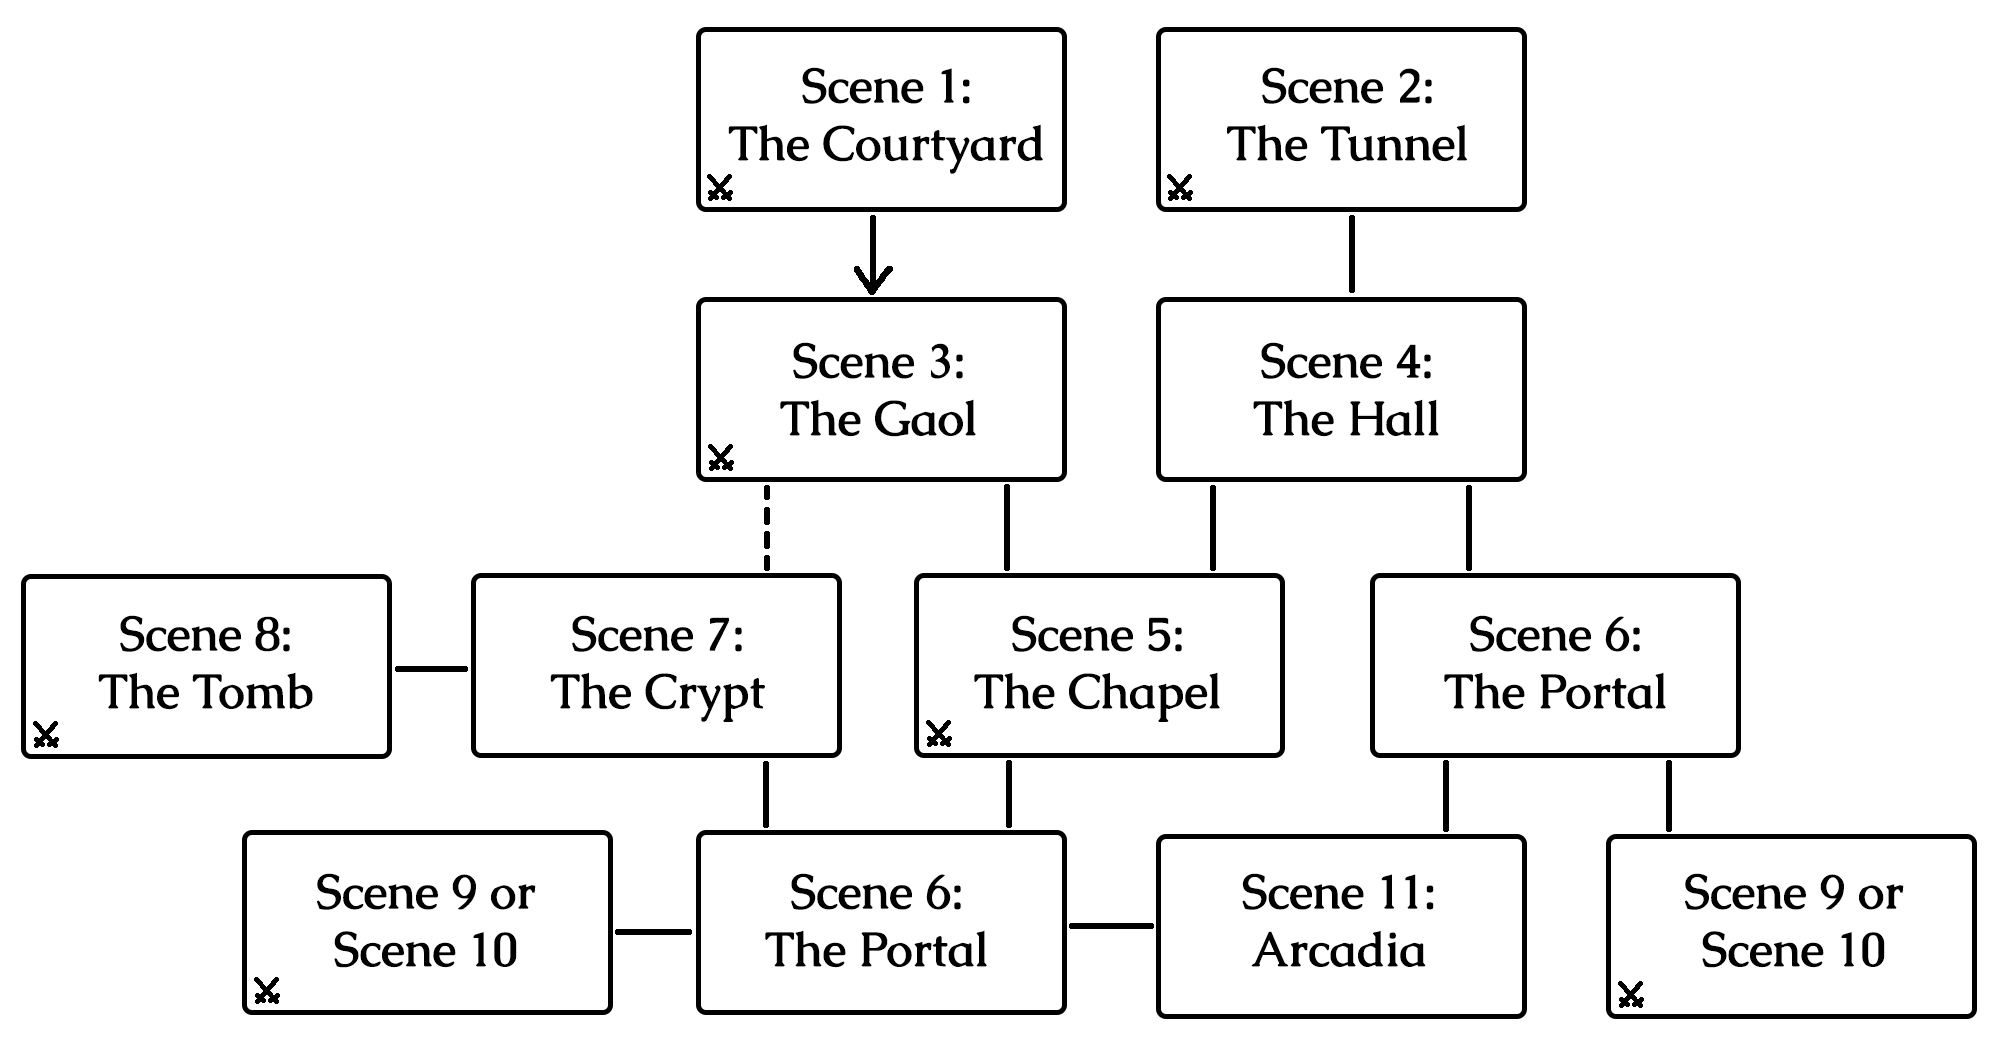 Scene 1:
The Courtyard
Scene 2:
The Tunnel
Scene 3:
The Gaol
Scene 4:
The Hall
Scene 8:
The Tomb
Scene 7:
The Crypt
Scene 5:
The Chapel
Scene 6:
The Portal
Scene 9 or
Scene 10
Scene 6:
The Portal
Scene 11:
Arcadia
Scene 9 or
Scene 10